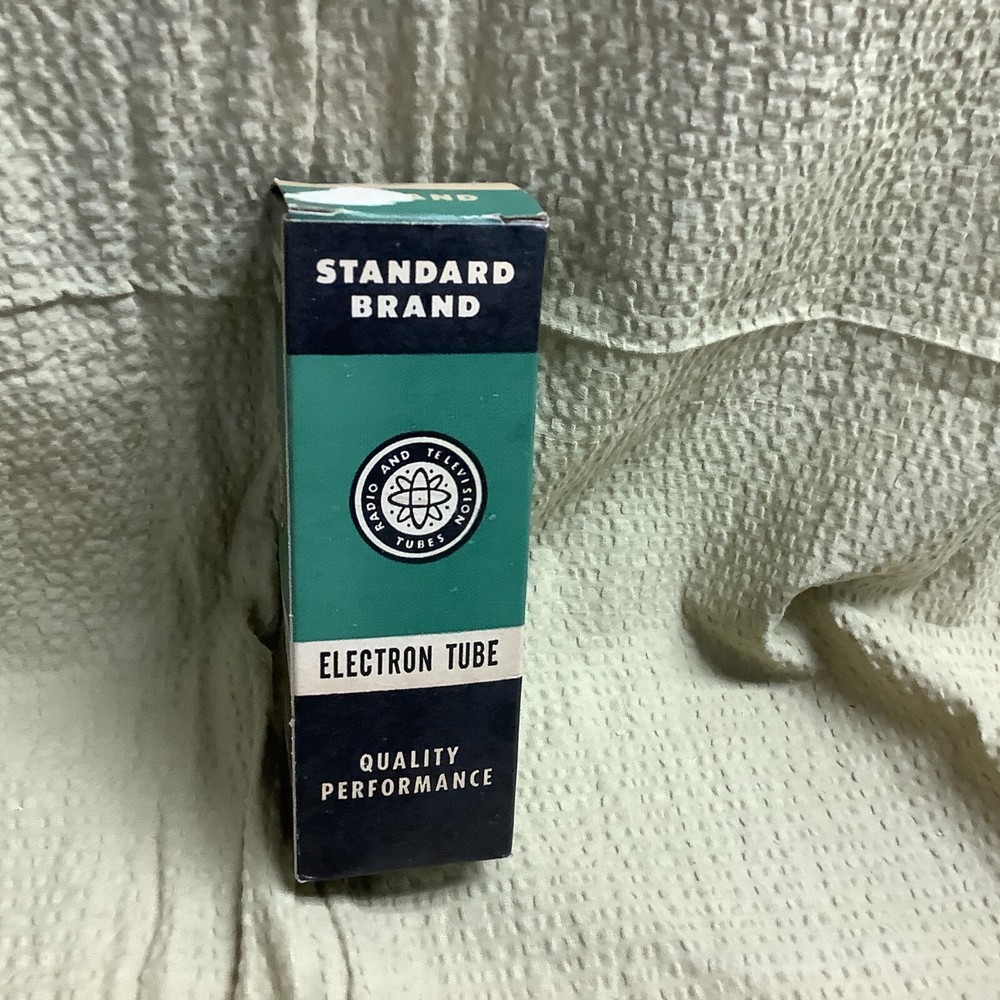 STANDARD
BRAND
RADIO AND TELEVISION
TUBES
ELECTRON TUBE
QUALITY
PERFORMANCE